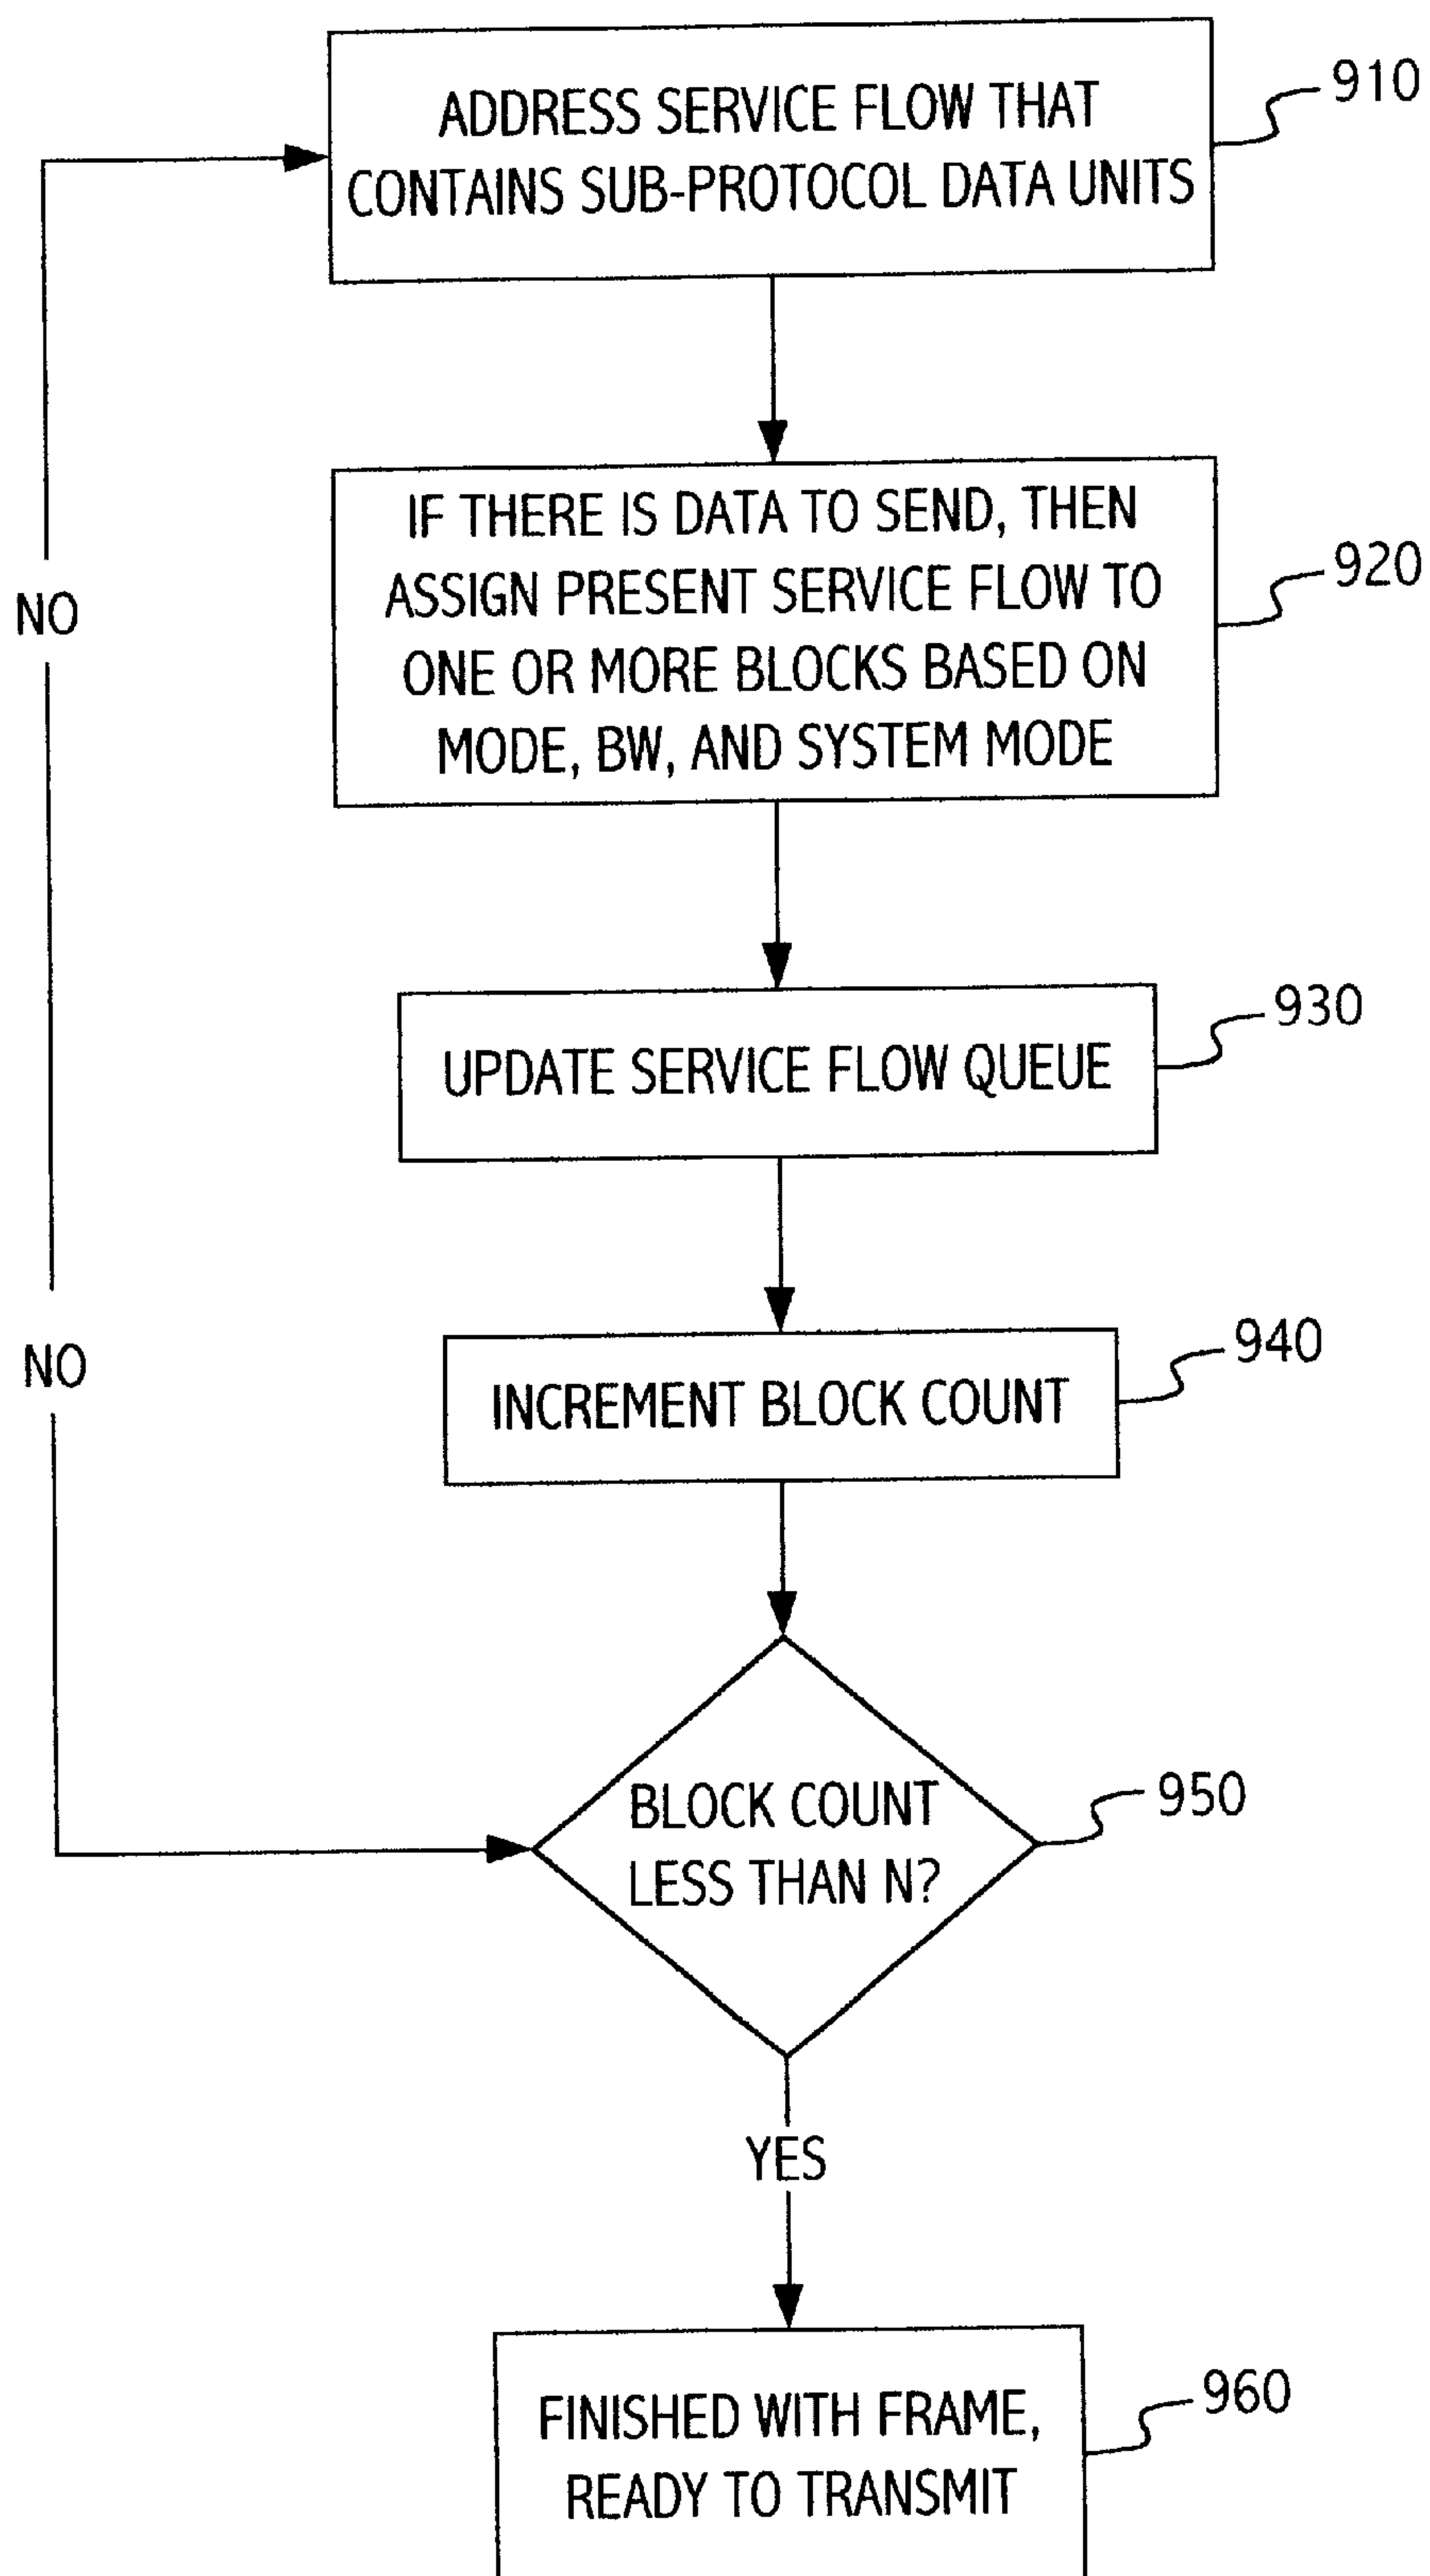 ADDRESS SERVICE FLOW THAT
CONTAINS SUB-PROTOCOL DATA UNITS
910
IF THERE IS DATA TO SEND, THEN
ASSIGN PRESENT SERVICE FLOW TO
ONE OR MORE BLOCKS BASED ON
MODE, BW, AND SYSTEM MODE
920
NO
UPDATE SERVICE FLOW QUEUE
930
INCREMENT BLOCK COUNT
940
NO
BLOCK COUNT
LESS THAN N?
950
YES
FINISHED WITH FRAME,
READY TO TRANSMIT
960